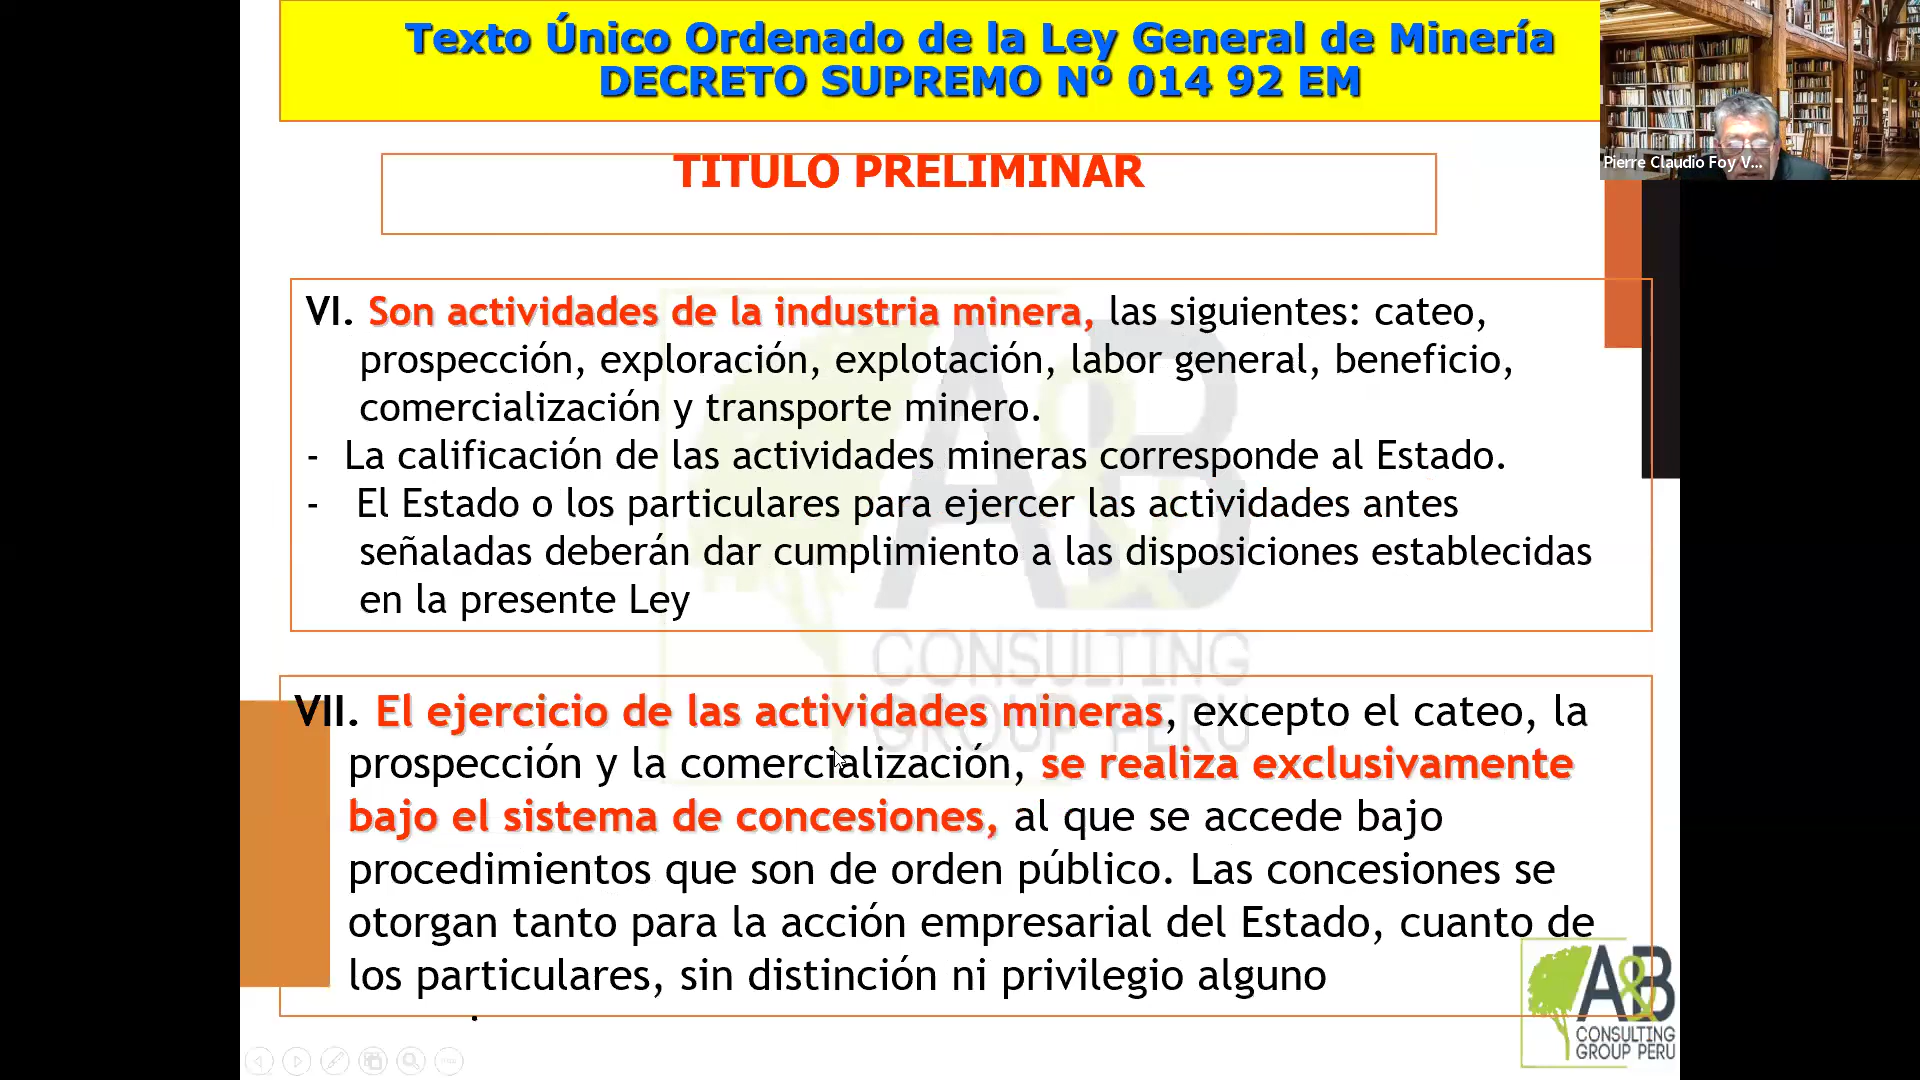 Texto Único Ordenado de la Ley General de Minería
DECRETO SUPREMO Nº 014 92 EM
Pierre Claudio Foy V...
TITULO PRELIMINAR
VI. Son actividades de la industria minera, las siguientes: cateo,
prospección, exploración, explotación, labor general, beneficio,
comercialización y transporte minero.
- La calificación de las actividades mineras corresponde al Estado.
- El Estado o los particulares para ejercer las actividades antes
señaladas deberán dar cumplimiento a las disposiciones establecidas
en la presente Ley
A&B
CONSULTING
GROUP PERU
VII. El ejercicio de las actividades mineras, excepto el cateo, la
prospección y la comercialización, se realiza exclusivamente
bajo el sistema de concesiones, al que se accede bajo
procedimientos que son de orden público. Las concesiones se
otorgan tanto para la acción empresarial del Estado, cuanto de
los particulares, sin distinción ni privilegio alguno
.
A&B
CONSULTING
GROUP PERU